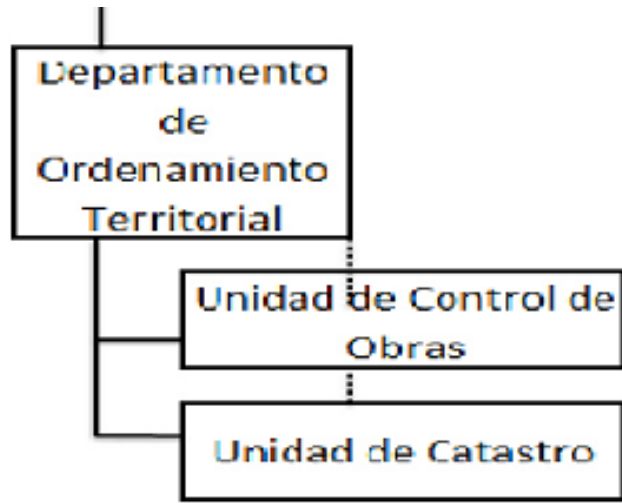 Departamento
de
Ordenamiento
Territorial
Unidad de Control de
Obras
Unidad de Catastro